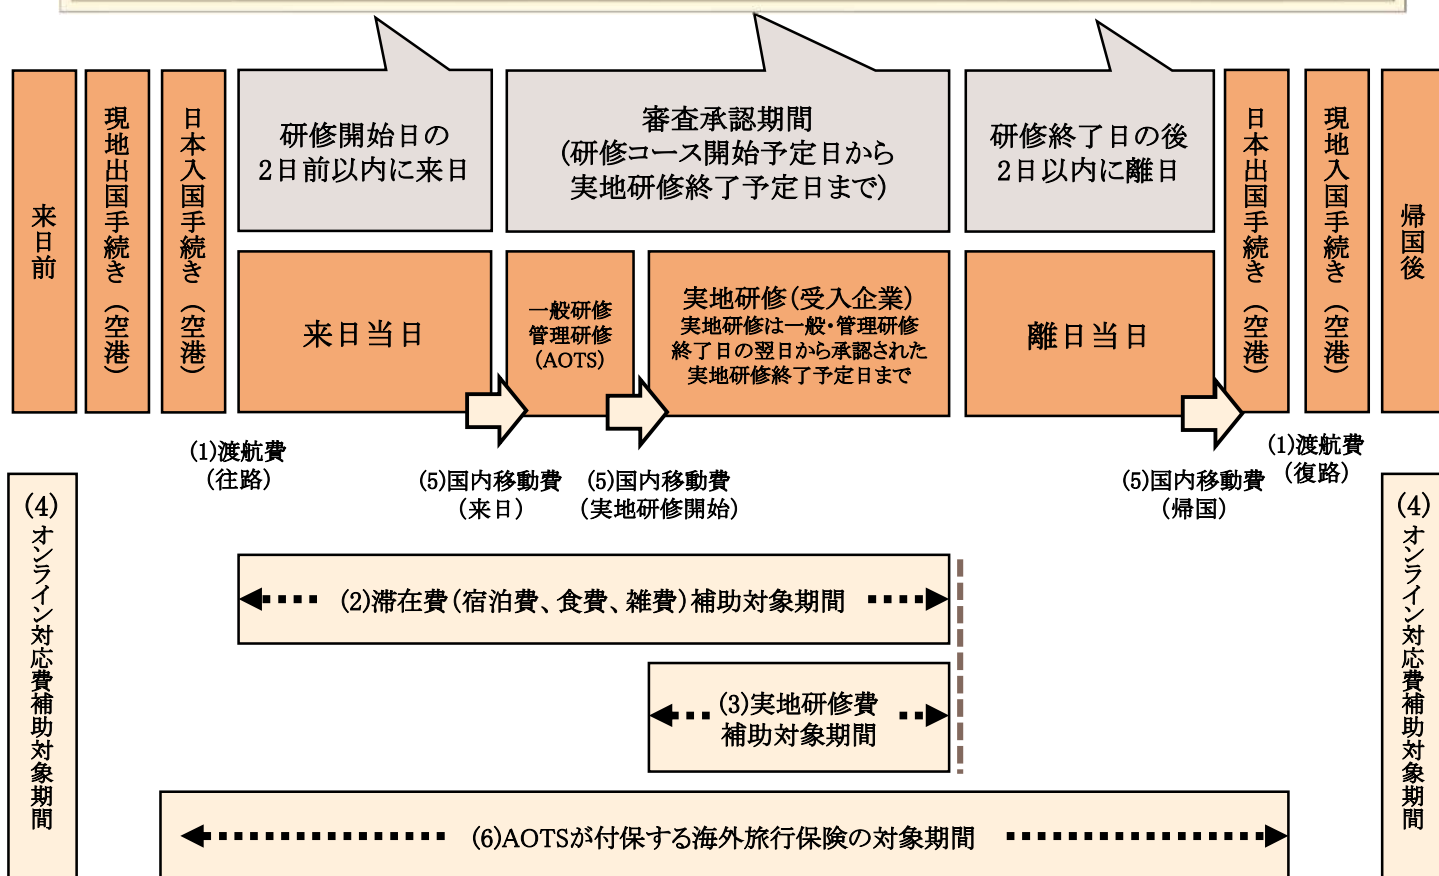 来日前
現地出国手続き（空港）
日本入国手続き（空港）
研修開始日の
2日前以内に来日
審査承認期間
(研修コース開始予定日から
実地研修終了予定日まで)
研修終了日の後
2日以内に離日
日本出国手続き（空港）
現地入国手続き（空港）
帰国後
来日当日
一般研修
管理研修
(AOTS)
実地研修(受入企業)
実地研修は一般・管理研修
終了日の翌日から承認された
実地研修終了予定日まで
離日当日
(1)渡航費
(往路)
(5)国内移動費
(来日)
(5)国内移動費
(実地研修開始)
(5)国内移動費
(帰国)
(1)渡航費
(復路)
(4)オンライン対応費補助対象期間
(2)滞在費(宿泊費、食費、雑費)補助対象期間
(3)実地研修費
補助対象期間
(6)AOTSが付保する海外旅行保険の対象期間
(4)オンライン対応費補助対象期間